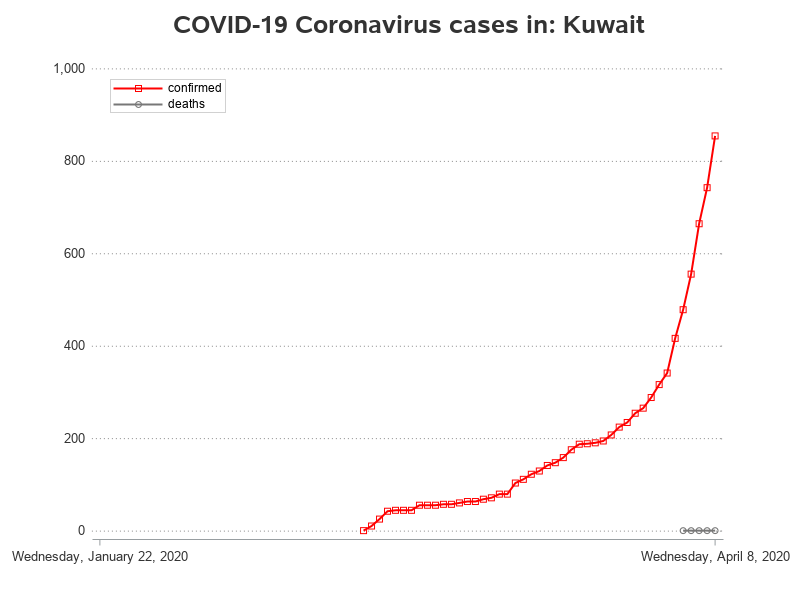 COVID-19 Coronavirus cases in: Kuwait
1,000
confirmed
deaths
800
600
400
200
0
Wednesday, January 22, 2020 Wednesday, April 8, 2020